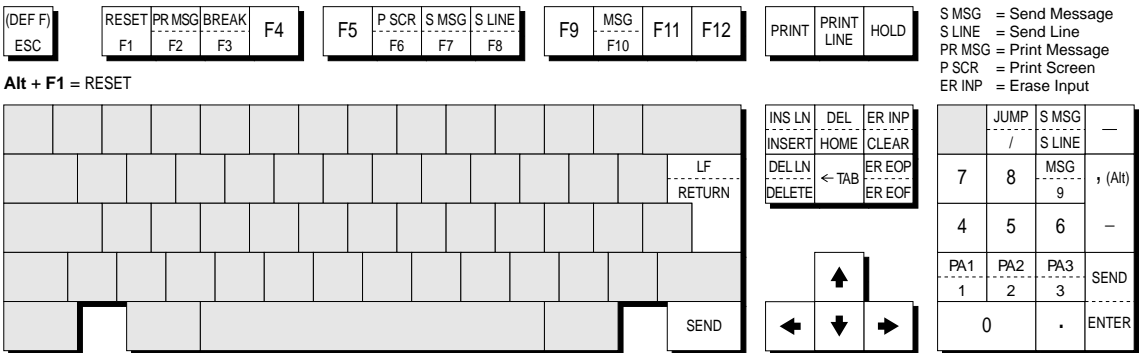 (DEF F)
ESC
RESET
F1
PR MSG
F2
BREAK
F3
F4
F5
P SCR
F6
S MSG
F7
S LINE
F8
F9
MSG
F10
F11
F12
PRINT
PRINT
LINE
HOLD
S MSG = Send Message
S LINE = Send Line
PR MSG = Print Message
P SCR = Print Screen
ER INP = Erase Input
Alt + F1 = RESET
LF
RETURN
SEND
INS LN
INSERT
DEL
HOME
ER INP
CLEAR
DEL LN
DELETE
←TAB
ER EOP
ER EOF
JUMP
/
S MSG
S LINE
—
7
8
MSG
9
, (Alt)
4
5
6
–
PA1
1
PA2
2
PA3
3
SEND
ENTER
0
.